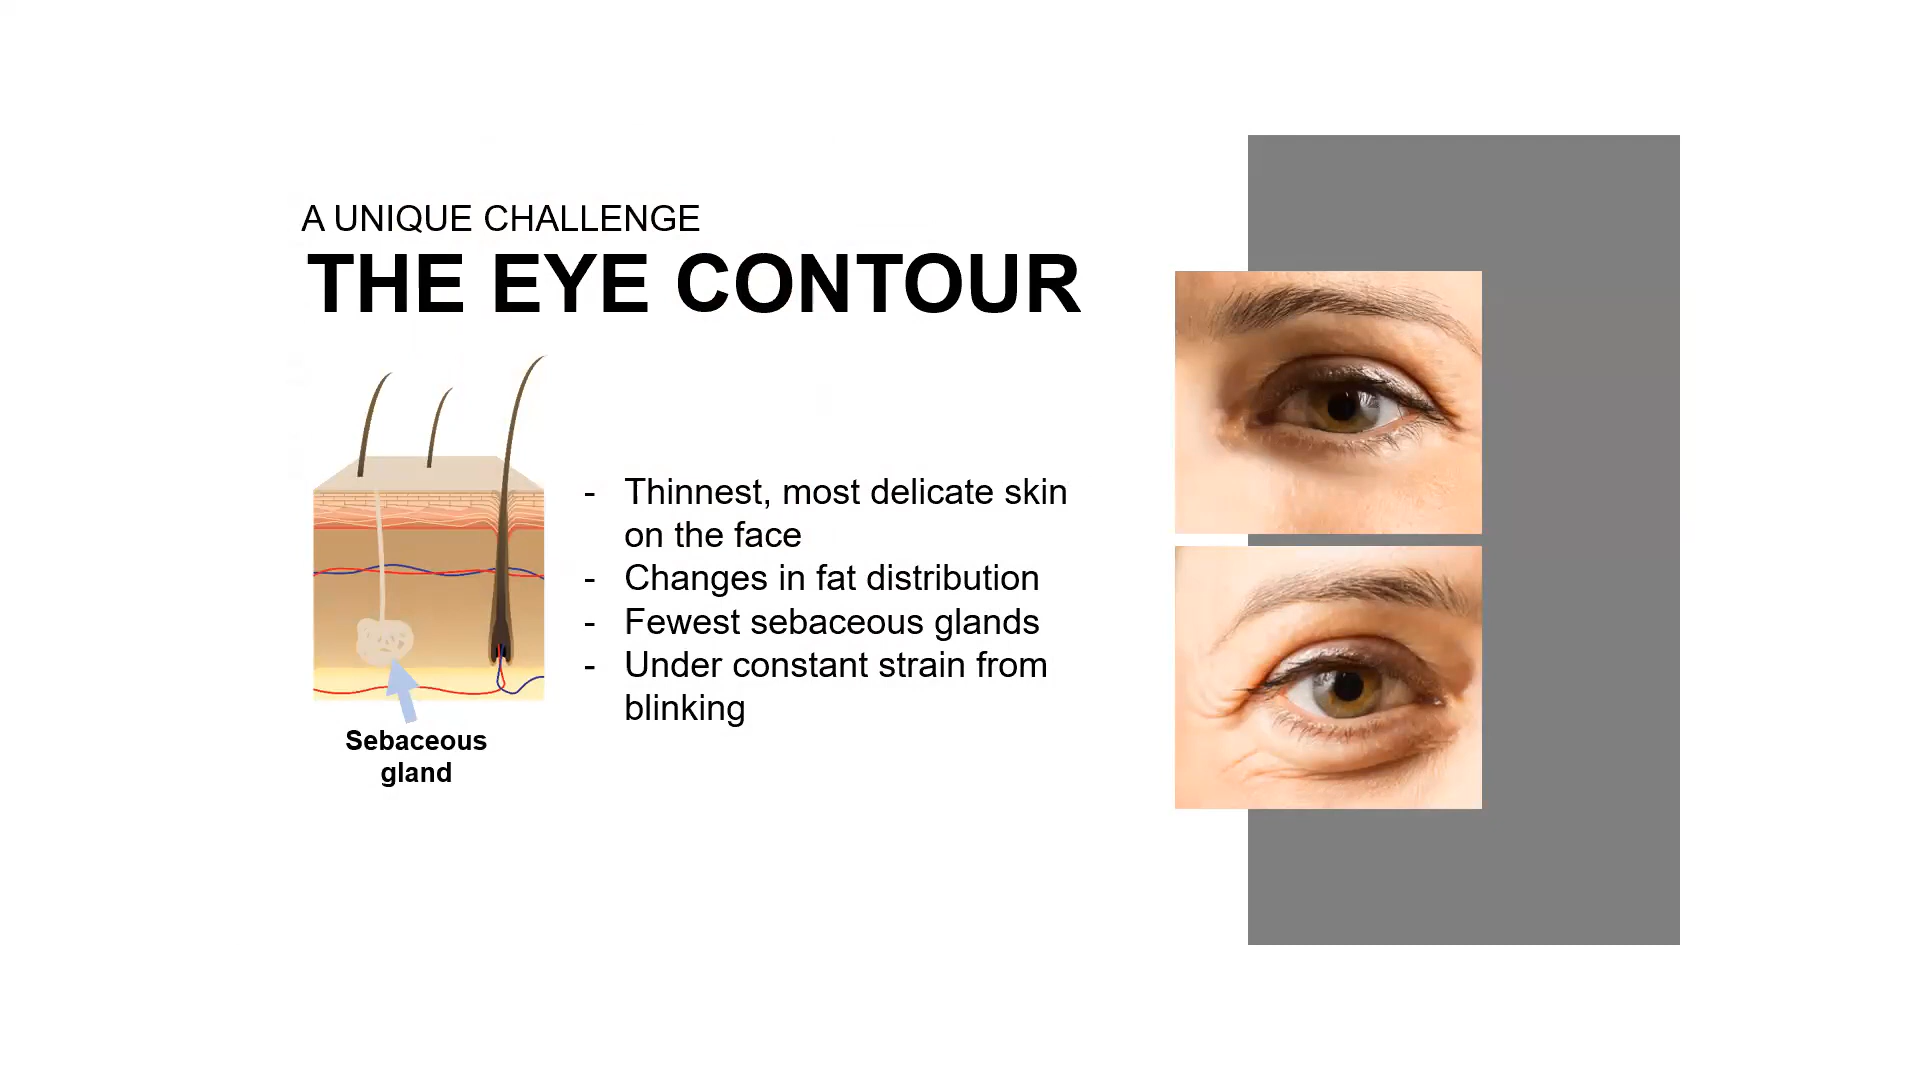 A UNIQUE CHALLENGE
THE EYE CONTOUR
- Thinnest, most delicate skin
on the face
- Changes in fat distribution
- Fewest sebaceous glands
- Under constant strain from
blinking
Sebaceous
gland